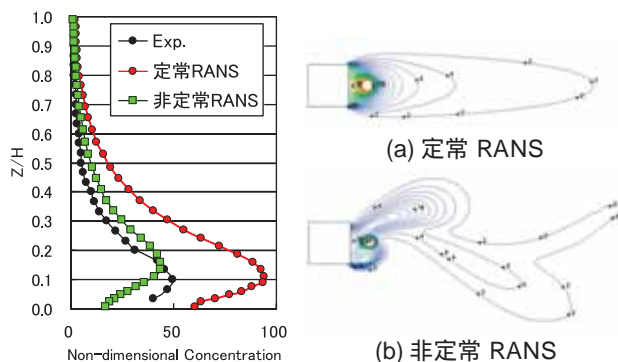 1.0
0.9
0.8
0.7
0.6
0.5
0.4
0.3
0.2
0.1
0.0
Z/H
Exp.
定常RANS
非定常RANS
0
50
100
Non-dimensional Concentration
(a) 定常 RANS
(b) 非定常 RANS